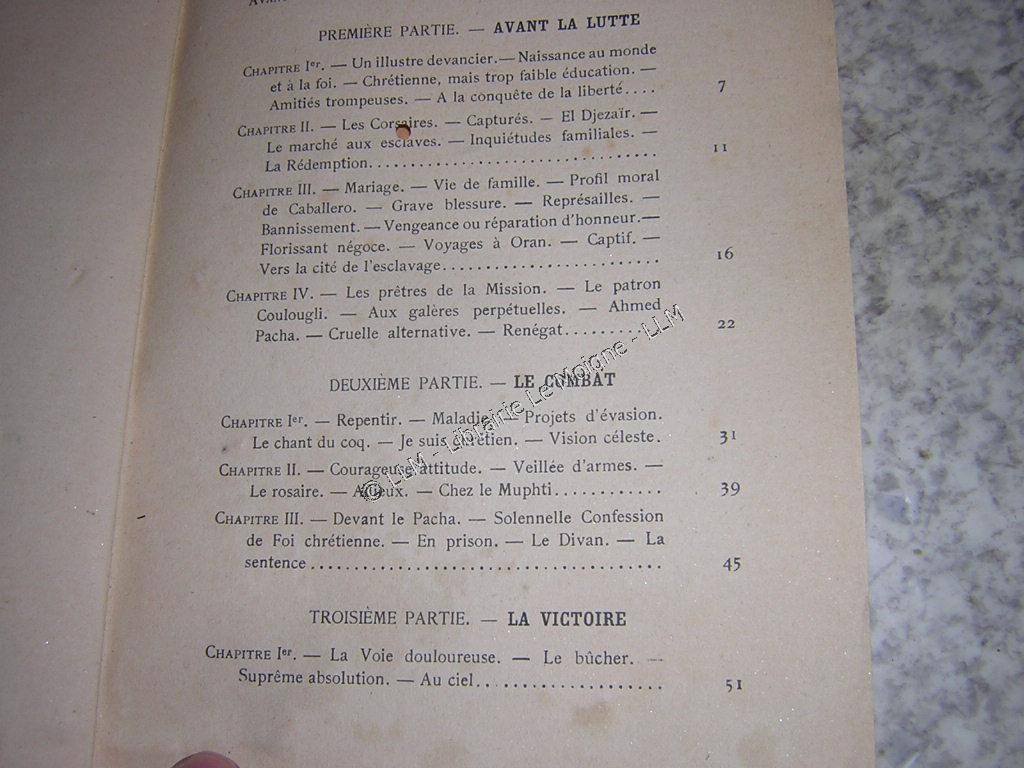 PREMIÈRE PARTIE. — AVANT LA LUTTE
CHAPITRE Ier. — Un illustre devancier. — Naissance au monde
et à la foi. — Chrétienne, mais trop faible éducation. —
Amitiés trompeuses. — A la conquête de la liberté.... 7
CHAPITRE II. — Les Corsaires. — Capturés. — El Djezaïr. —
Le marché aux esclaves. — Inquiétudes familiales. —
La Rédemption................................. 11
CHAPITRE III. — Mariage. — Vie de famille. — Profil moral
de Caballero. — Grave blessure. — Représailles. —
Bannissement. — Vengeance ou réparation d'honneur. —
Florissant négoce. — Voyages à Oran. — Captif. —
Vers la cité de l'esclavage......................... 16
CHAPITRE IV. — Les prêtres de la Mission. — Le patron
Coulougli. — Aux galères perpétuelles. — Ahmed
Pacha. — Cruelle alternative. — Renégat........... 22
DEUXIÈME PARTIE. — LE COMBAT
CHAPITRE Ier. — Repentir. — Maladie. — Projets d'évasion.
Le chant du coq. — Je suis chrétien. — Vision céleste. 31
CHAPITRE II. — Courageuse attitude. — Veillée d'armes. —
Le rosaire. — Adieux. — Chez le Muphti............ 39
CHAPITRE III. — Devant le Pacha. — Solennelle Confession
de Foi chrétienne. — En prison. — Le Divan. — La
sentence........................................ 45
TROISIÈME PARTIE. — LA VICTOIRE
CHAPITRE Ier. — La Voie douloureuse. — Le bûcher. —
Suprême absolution. — Au ciel..................... 51
© LLM - Librairie Le Moigne - LLM